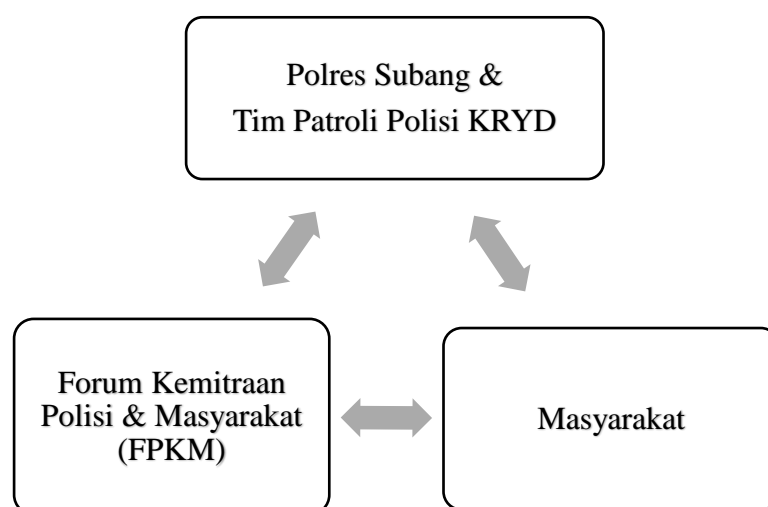 Polres Subang &
Tim Patroli Polisi KRYD
Forum Kemitraan
Polisi & Masyarakat
(FPKM)
Masyarakat